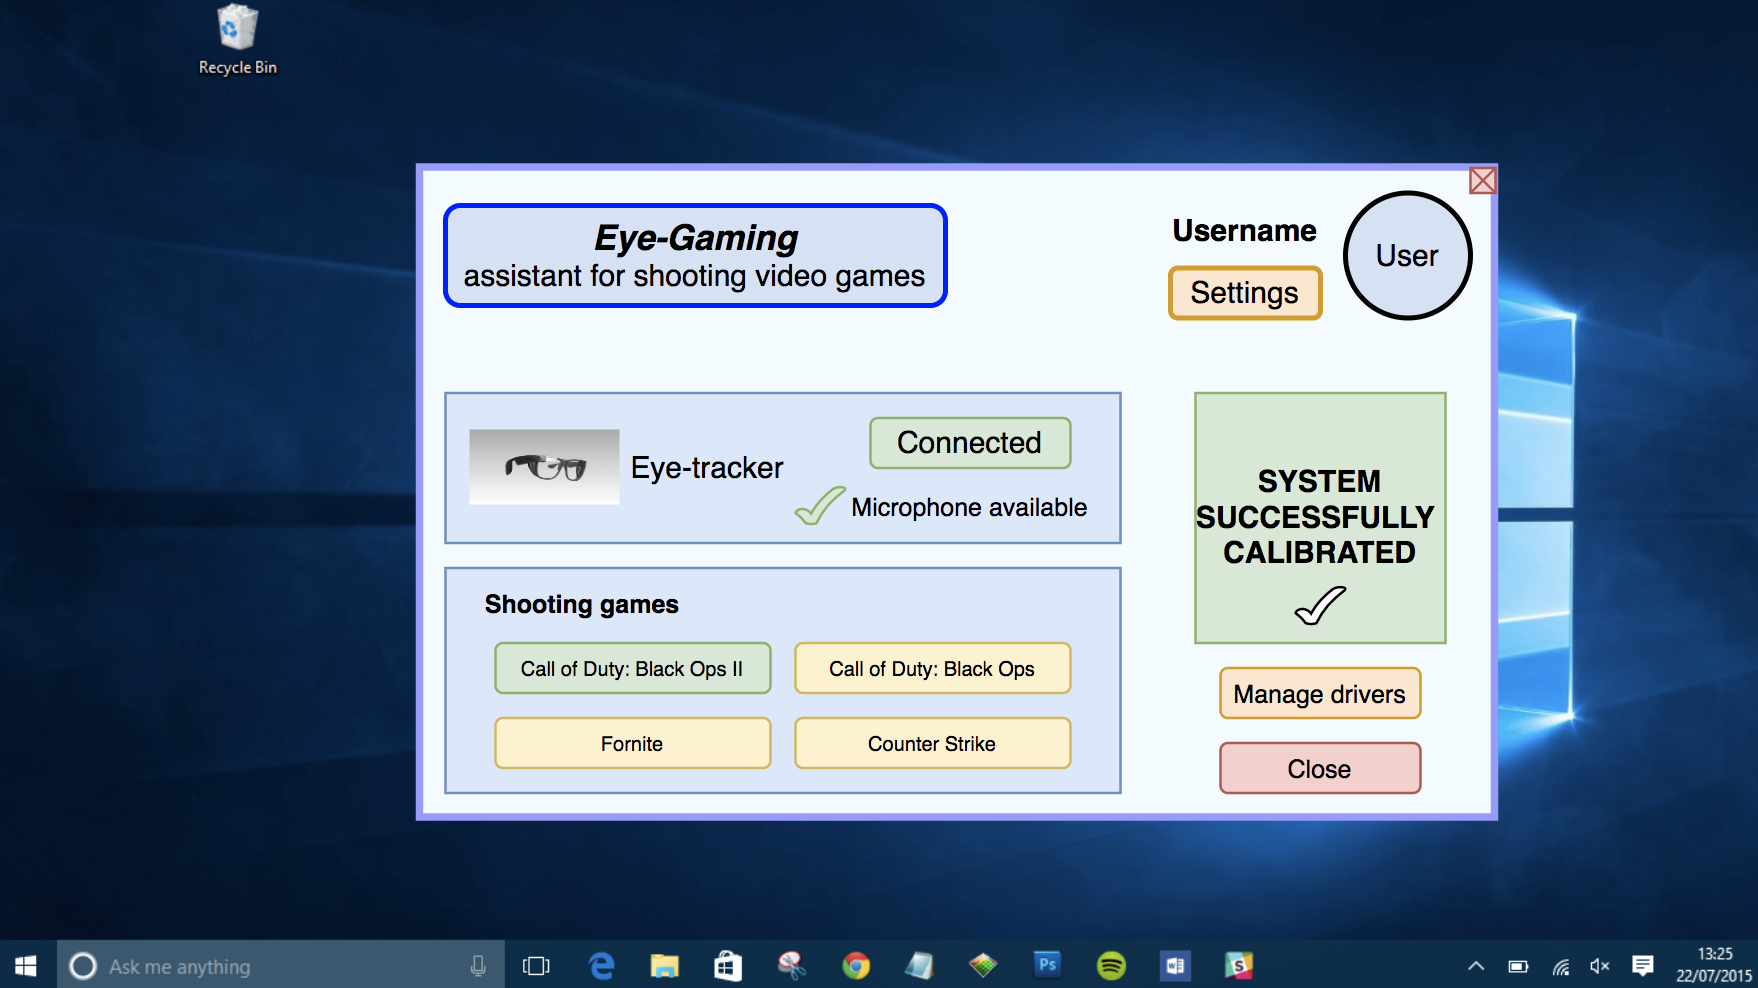 Recycle Bin
Eye-Gaming
assistant for shooting video games
Username
Settings
User
Eye-tracker
Connected
Microphone available
SYSTEM
SUCCESSFULLY
CALIBRATED
Shooting games
Call of Duty: Black Ops II
Call of Duty: Black Ops
Fornite
Counter Strike
Manage drivers
Close
Ask me anything
Ps
13:25
22/07/2015